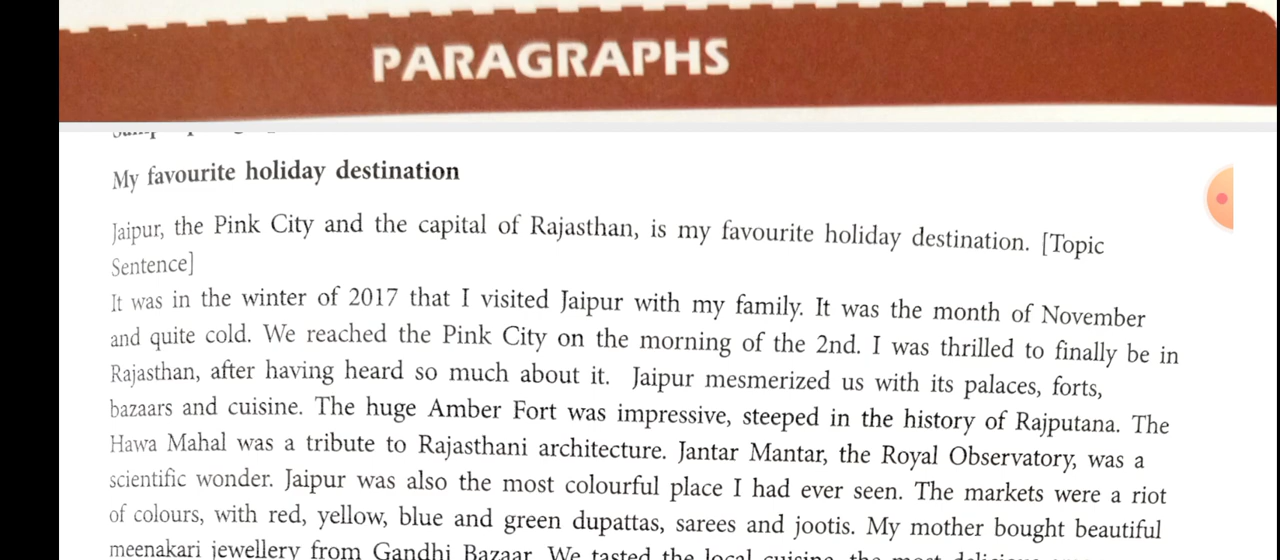 PARAGRAPHS
My favourite holiday destination
Jaipur, the Pink City and the capital of Rajasthan, is my favourite holiday destination. [Topic
Sentence]
It was in the winter of 2017 that I visited Jaipur with my family. It was the month of November
and quite cold. We reached the Pink City on the morning of the 2nd. I was thrilled to finally be in
Rajasthan, after having heard so much about it. Jaipur mesmerized us with its palaces, forts,
bazaars and cuisine. The huge Amber Fort was impressive, steeped in the history of Rajputana. The
Hawa Mahal was a tribute to Rajasthani architecture. Jantar Mantar, the Royal Observatory, was a
scientific wonder. Jaipur was also the most colourful place I had ever seen. The markets were a riot
of colours, with red, yellow, blue and green dupattas, sarees and jootis. My mother bought beautiful
meenakari jewellery from Gandhi Bazaar. We tasted the local cuisine, the most delicious